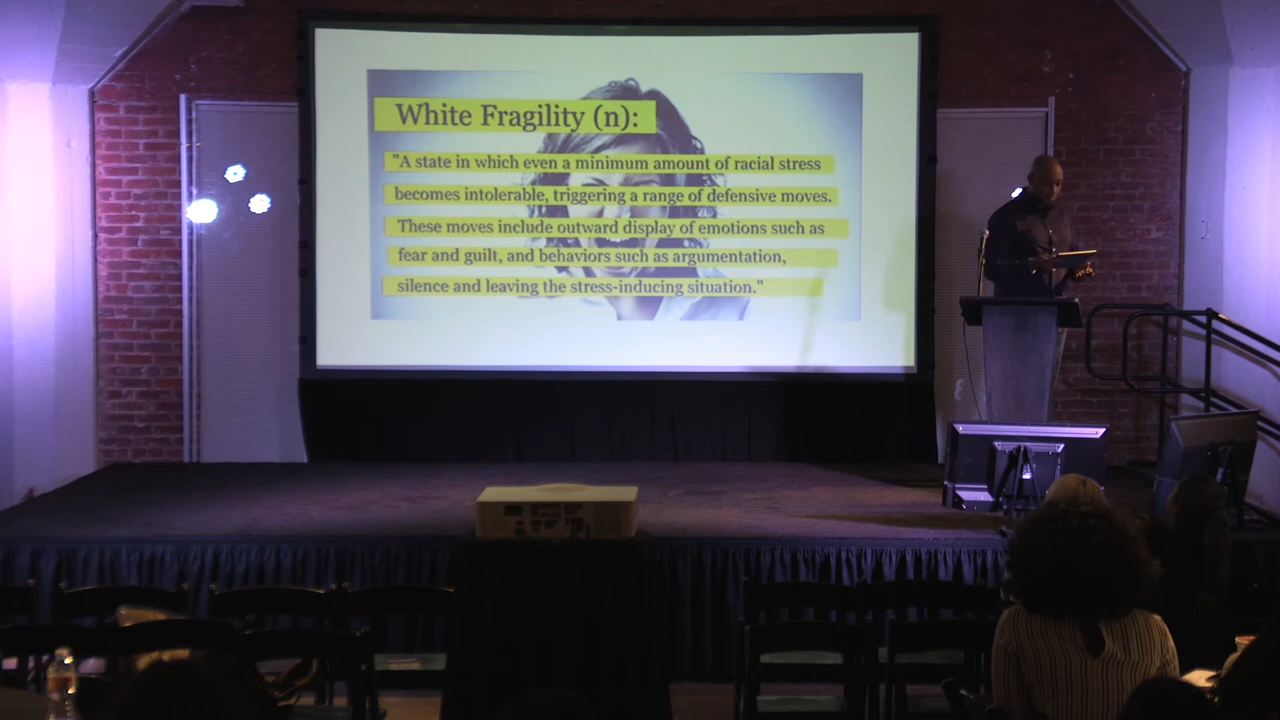 White Fragility (n):
"A state in which even a minimum amount of racial stress
becomes intolerable, triggering a range of defensive moves.
These moves include outward display of emotions such as
fear and guilt, and behaviors such as argumentation,
silence and leaving the stress-inducing situation."